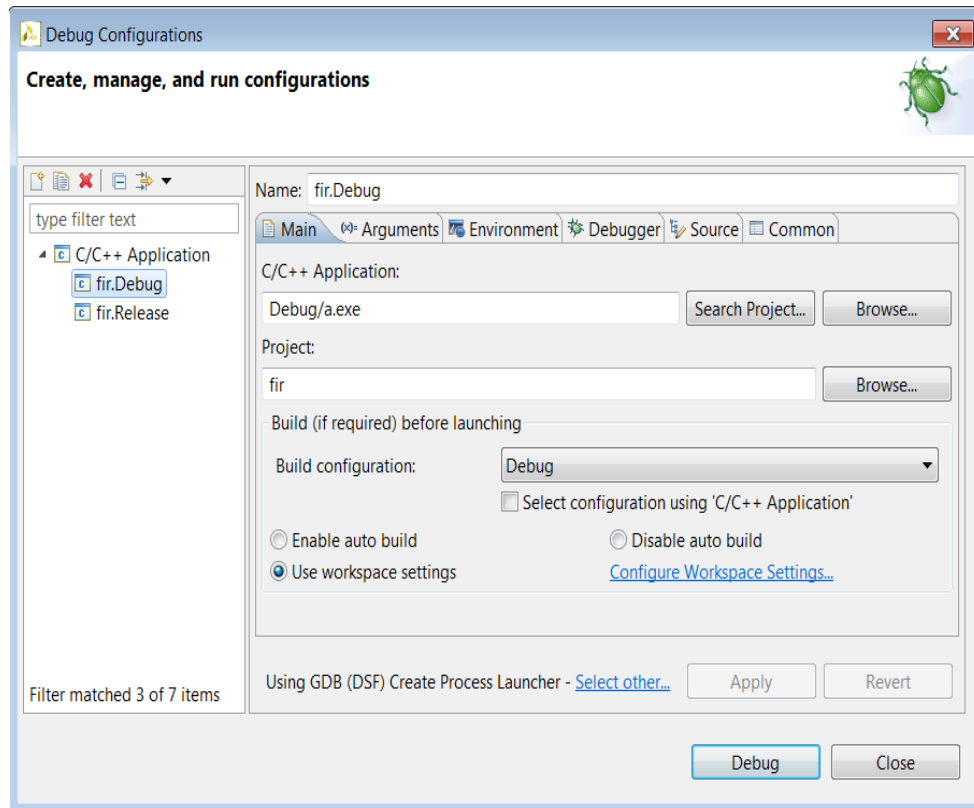 Debug Configurations
Create, manage, and run configurations
type filter text
C/C++ Application
fir.Debug
fir.Release
Filter matched 3 of 7 items
Name: fir.Debug
Main (x)= Arguments Environment Debugger Source Common
C/C++ Application:
Debug/a.exe Search Project... Browse...
Project:
fir Browse...
Build (if required) before launching
Build configuration: Debug
Select configuration using 'C/C++ Application'
Enable auto build Disable auto build
Use workspace settings Configure Workspace Settings...
Using GDB (DSF) Create Process Launcher - Select other... Apply Revert
Debug Close